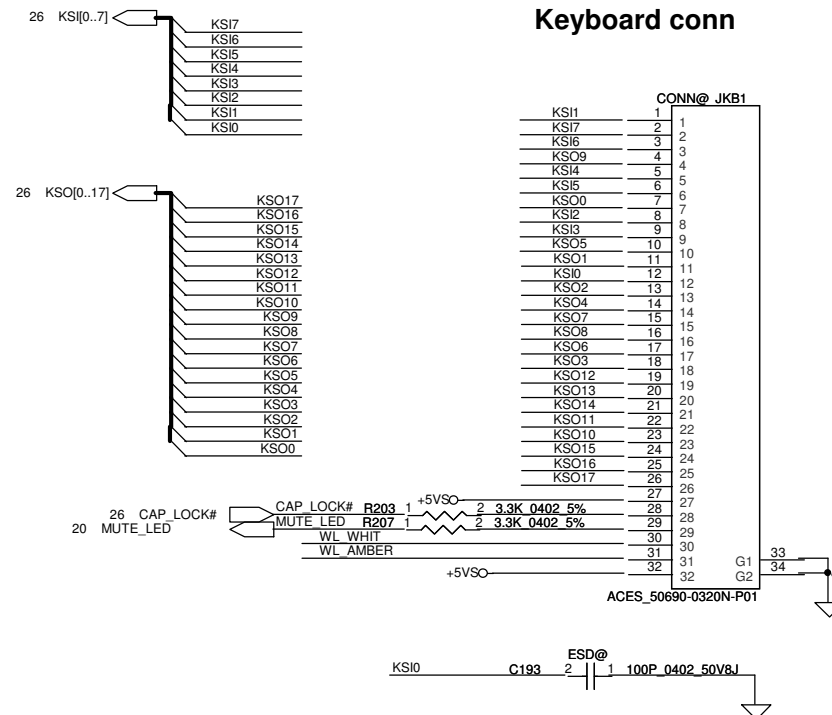 Keyboard conn
26 KSI[0..7]
KSI7
KSI6
KSI5
KSI4
KSI3
KSI2
KSI1
KSI0
26 KSO[0..17]
KSO17
KSO16
KSO15
KSO14
KSO13
KSO12
KSO11
KSO10
KSO9
KSO8
KSO7
KSO6
KSO5
KSO4
KSO3
KSO2
KSO1
KSO0
CONN@ JKB1
KSI1 1 1
KSI7 2 2
KSI6 3 3
KSO9 4 4
KSI4 5 5
KSI5 6 6
KSO0 7 7
KSI2 8 8
KSI3 9 9
KSO5 10 10
KSO1 11 11
KSI0 12 12
KSO2 13 13
KSO4 14 14
KSO7 15 15
KSO8 16 16
KSO6 17 17
KSO3 18 18
KSO12 19 19
KSO13 20 20
KSO14 21 21
KSO11 22 22
KSO10 23 23
KSO15 24 24
KSO16 25 25
KSO17 26 26
+5VS 27 27
26 CAP_LOCK# CAP_LOCK# R203 1 2 3.3K_0402_5% 28 28
20 MUTE_LED MUTE_LED R207 1 2 3.3K_0402_5% 29 29
WL_WHIT 30 30
WL_AMBER 31 31 G1 33
+5VS 32 32 G2 34
ACES_50690-0320N-P01
ESD@
KSI0 C193 2 1 100P_0402_50V8J